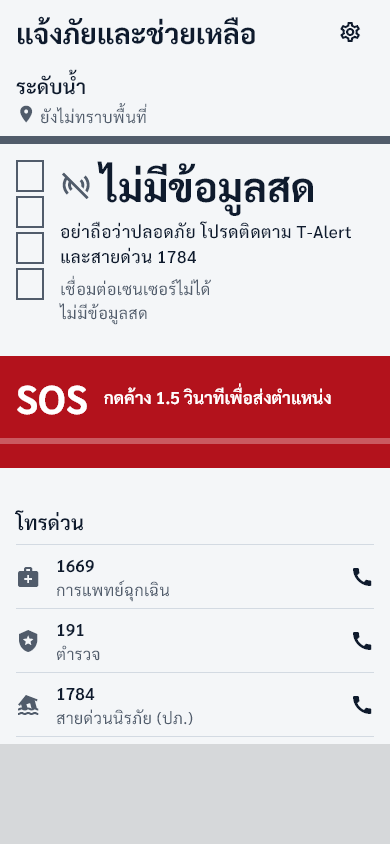 แจ้งภัยและช่วยเหลือ
ระดับน้ำ
ยังไม่ทราบพื้นที่
ไม่มีข้อมูลสด
อย่าถือว่าปลอดภัย โปรดติดตาม T-Alert
และสายด่วน 1784
เชื่อมต่อเซนเซอร์ไม่ได้
ไม่มีข้อมูลสด
SOS กดค้าง 1.5 วินาทีเพื่อส่งตำแหน่ง
โทรด่วน
1669
การแพทย์ฉุกเฉิน
191
ตำรวจ
1784
สายด่วนนิรภัย (ปภ.)